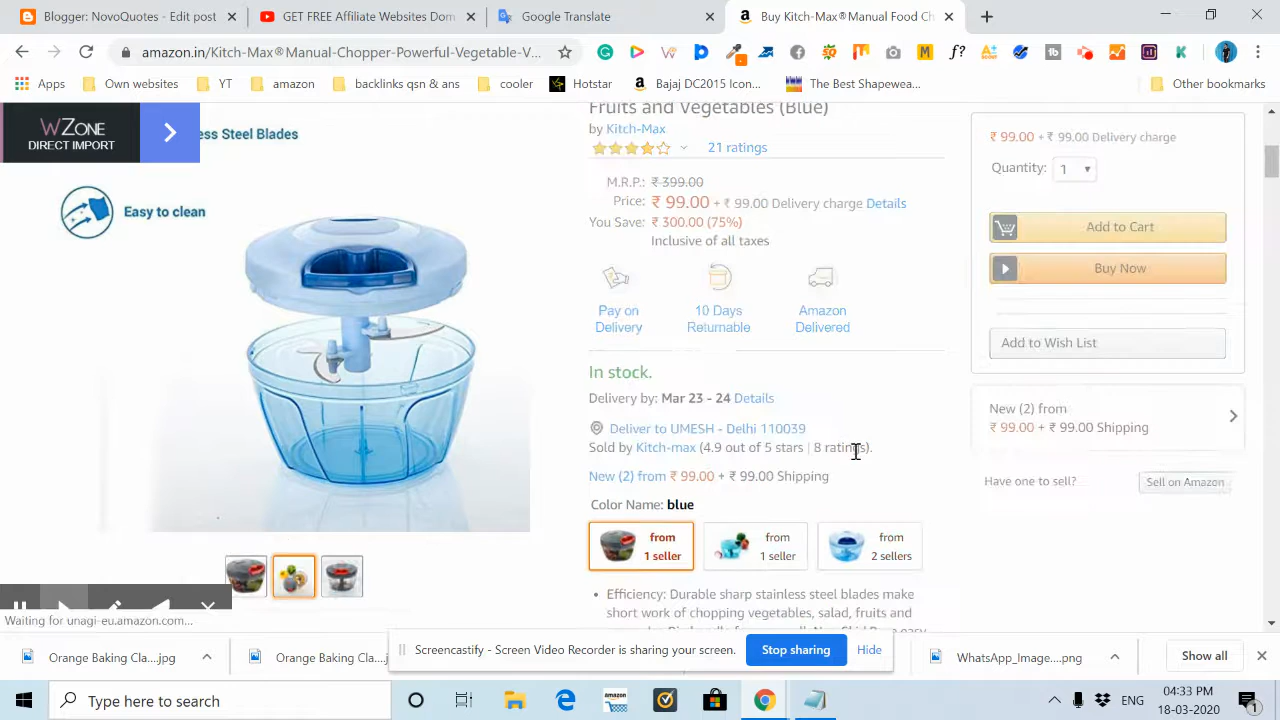 Blogger: NovoQuotes - Edit post
GET FREE Affiliate Websites Dom
Google Translate
Buy Kitch-Max®Manual Food Ch
amazon.in/Kitch-Max®Manual-Chopper-Powerful-Vegetable-V...
Apps
Own websites
YT
amazon
backlinks qsn & ans
cooler
Hotstar
Bajaj DC2015 Icon...
The Best Shapewea...
Other bookmarks
WZONE
DIRECT IMPORT
ess Steel Blades
Easy to clean
Fruits and Vegetables (Blue)
by Kitch-Max
21 ratings
M.R.P.: ₹ 399.00
Price: ₹ 99.00 + ₹ 99.00 Delivery charge Details
You Save: ₹ 300.00 (75%)
Inclusive of all taxes
Pay on
Delivery
10 Days
Returnable
Amazon
Delivered
In stock.
Delivery by: Mar 23 - 24 Details
Deliver to UMESH - Delhi 110039
Sold by Kitch-max (4.9 out of 5 stars | 8 ratings).
New (2) from ₹ 99.00 + ₹ 99.00 Shipping
Color Name: blue
from
1 seller
from
1 seller
from
2 sellers
• Efficiency: Durable sharp stainless steel blades make
short work of chopping vegetables, salad, fruits and
₹ 99.00 + ₹ 99.00 Delivery charge
Quantity: 1
Add to Cart
Buy Now
Add to Wish List
New (2) from
₹ 99.00 + ₹ 99.00 Shipping
Have one to sell?
Sell on Amazon
Waiting for unagi-eu.amazon.com...
Orange Baking Cla....jpg
Orange Baking Cla....j
Screencastify - Screen Video Recorder is sharing your screen.
Stop sharing
Hide
WhatsApp_Image....png
Show all
Type here to search
ENG
04:33 PM
18-03-2020